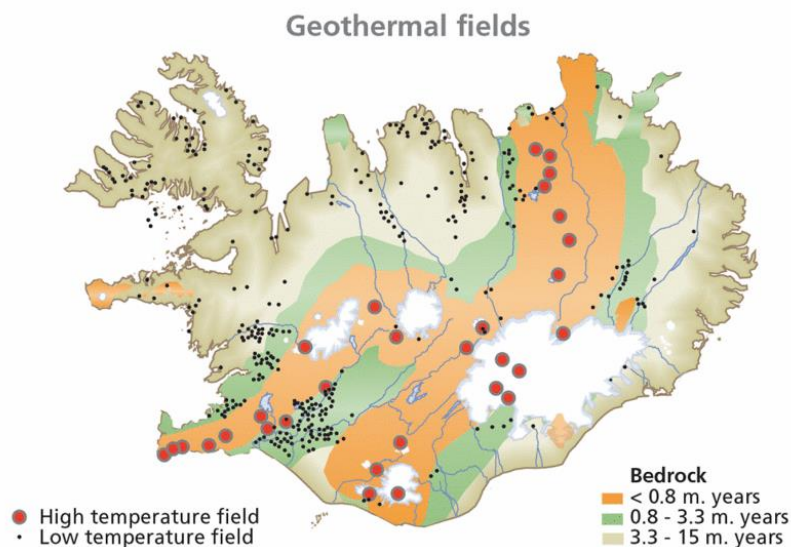 Geothermal fields
High temperature field
Low temperature field
Bedrock
< 0.8 m. years
0.8 - 3.3 m. years
3.3 - 15 m. years